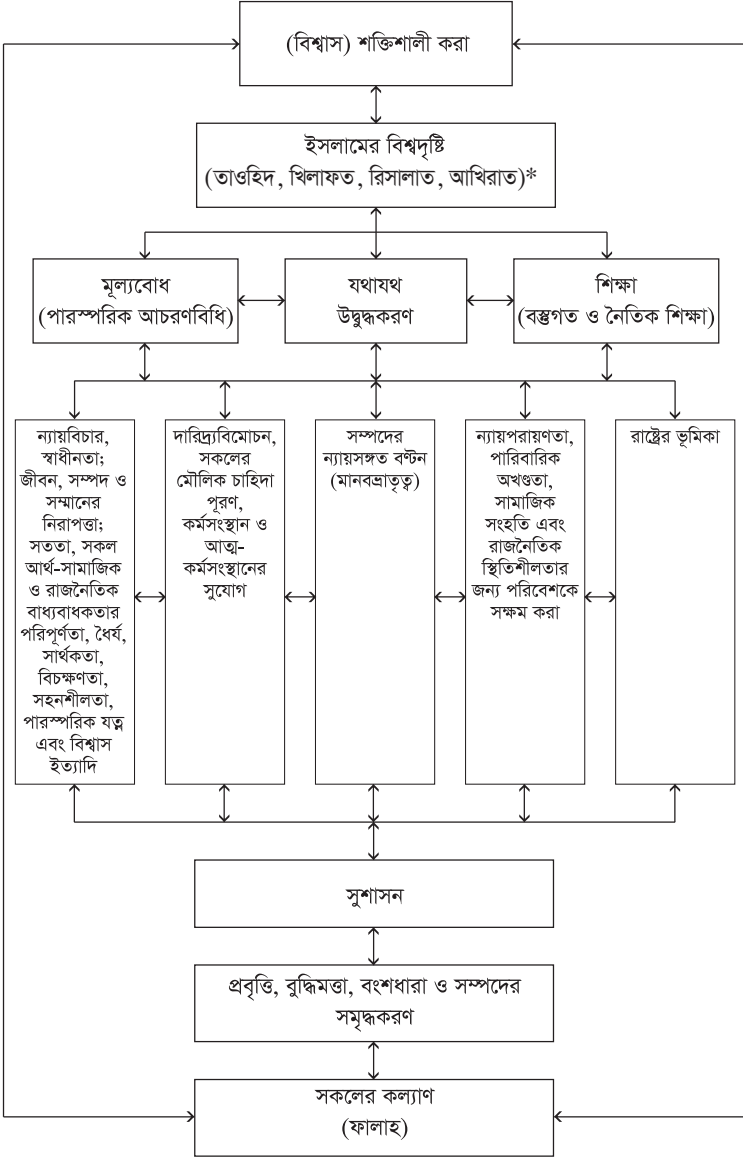 (বিশ্বাস) শক্তিশালী করা
ইসলামের বিশ্বদৃষ্টি
(তাওহিদ, খিলাফত, রিসালাত, আখিরাত)*
মূল্যবোধ
(পারস্পরিক আচরণবিধি)
যথাযথ
উদ্বুদ্ধকরণ
শিক্ষা
(বস্তুগত ও নৈতিক শিক্ষা)
ন্যায়বিচার,
স্বাধীনতা;
জীবন, সম্পদ ও
সম্মানের
নিরাপত্তা;
সততা, সকল
আর্থ-সামাজিক
ও রাজনৈতিক
বাধ্যবাধকতার
পরিপূর্ণতা, ধৈর্য,
সার্থকতা,
বিচক্ষণতা,
সহনশীলতা,
পারস্পরিক যত্ন
এবং বিশ্বাস
ইত্যাদি
দারিদ্র্যবিমোচন,
সকলের
মৌলিক চাহিদা
পূরণ,
কর্মসংস্থান ও
আত্ম-
কর্মসংস্থানের
সুযোগ
সম্পদের
ন্যায়সঙ্গত বণ্টন
(মানবভ্রাতৃত্ব)
ন্যায়পরায়ণতা,
পারিবারিক
অখণ্ডতা,
সামাজিক
সংহতি এবং
রাজনৈতিক
স্থিতিশীলতার
জন্য পরিবেশকে
সক্ষম করা
রাষ্ট্রের ভূমিকা
সুশাসন
প্রবৃত্তি, বুদ্ধিমত্তা, বংশধারা ও সম্পদের
সমৃদ্ধকরণ
সকলের কল্যাণ
(ফালাহ)